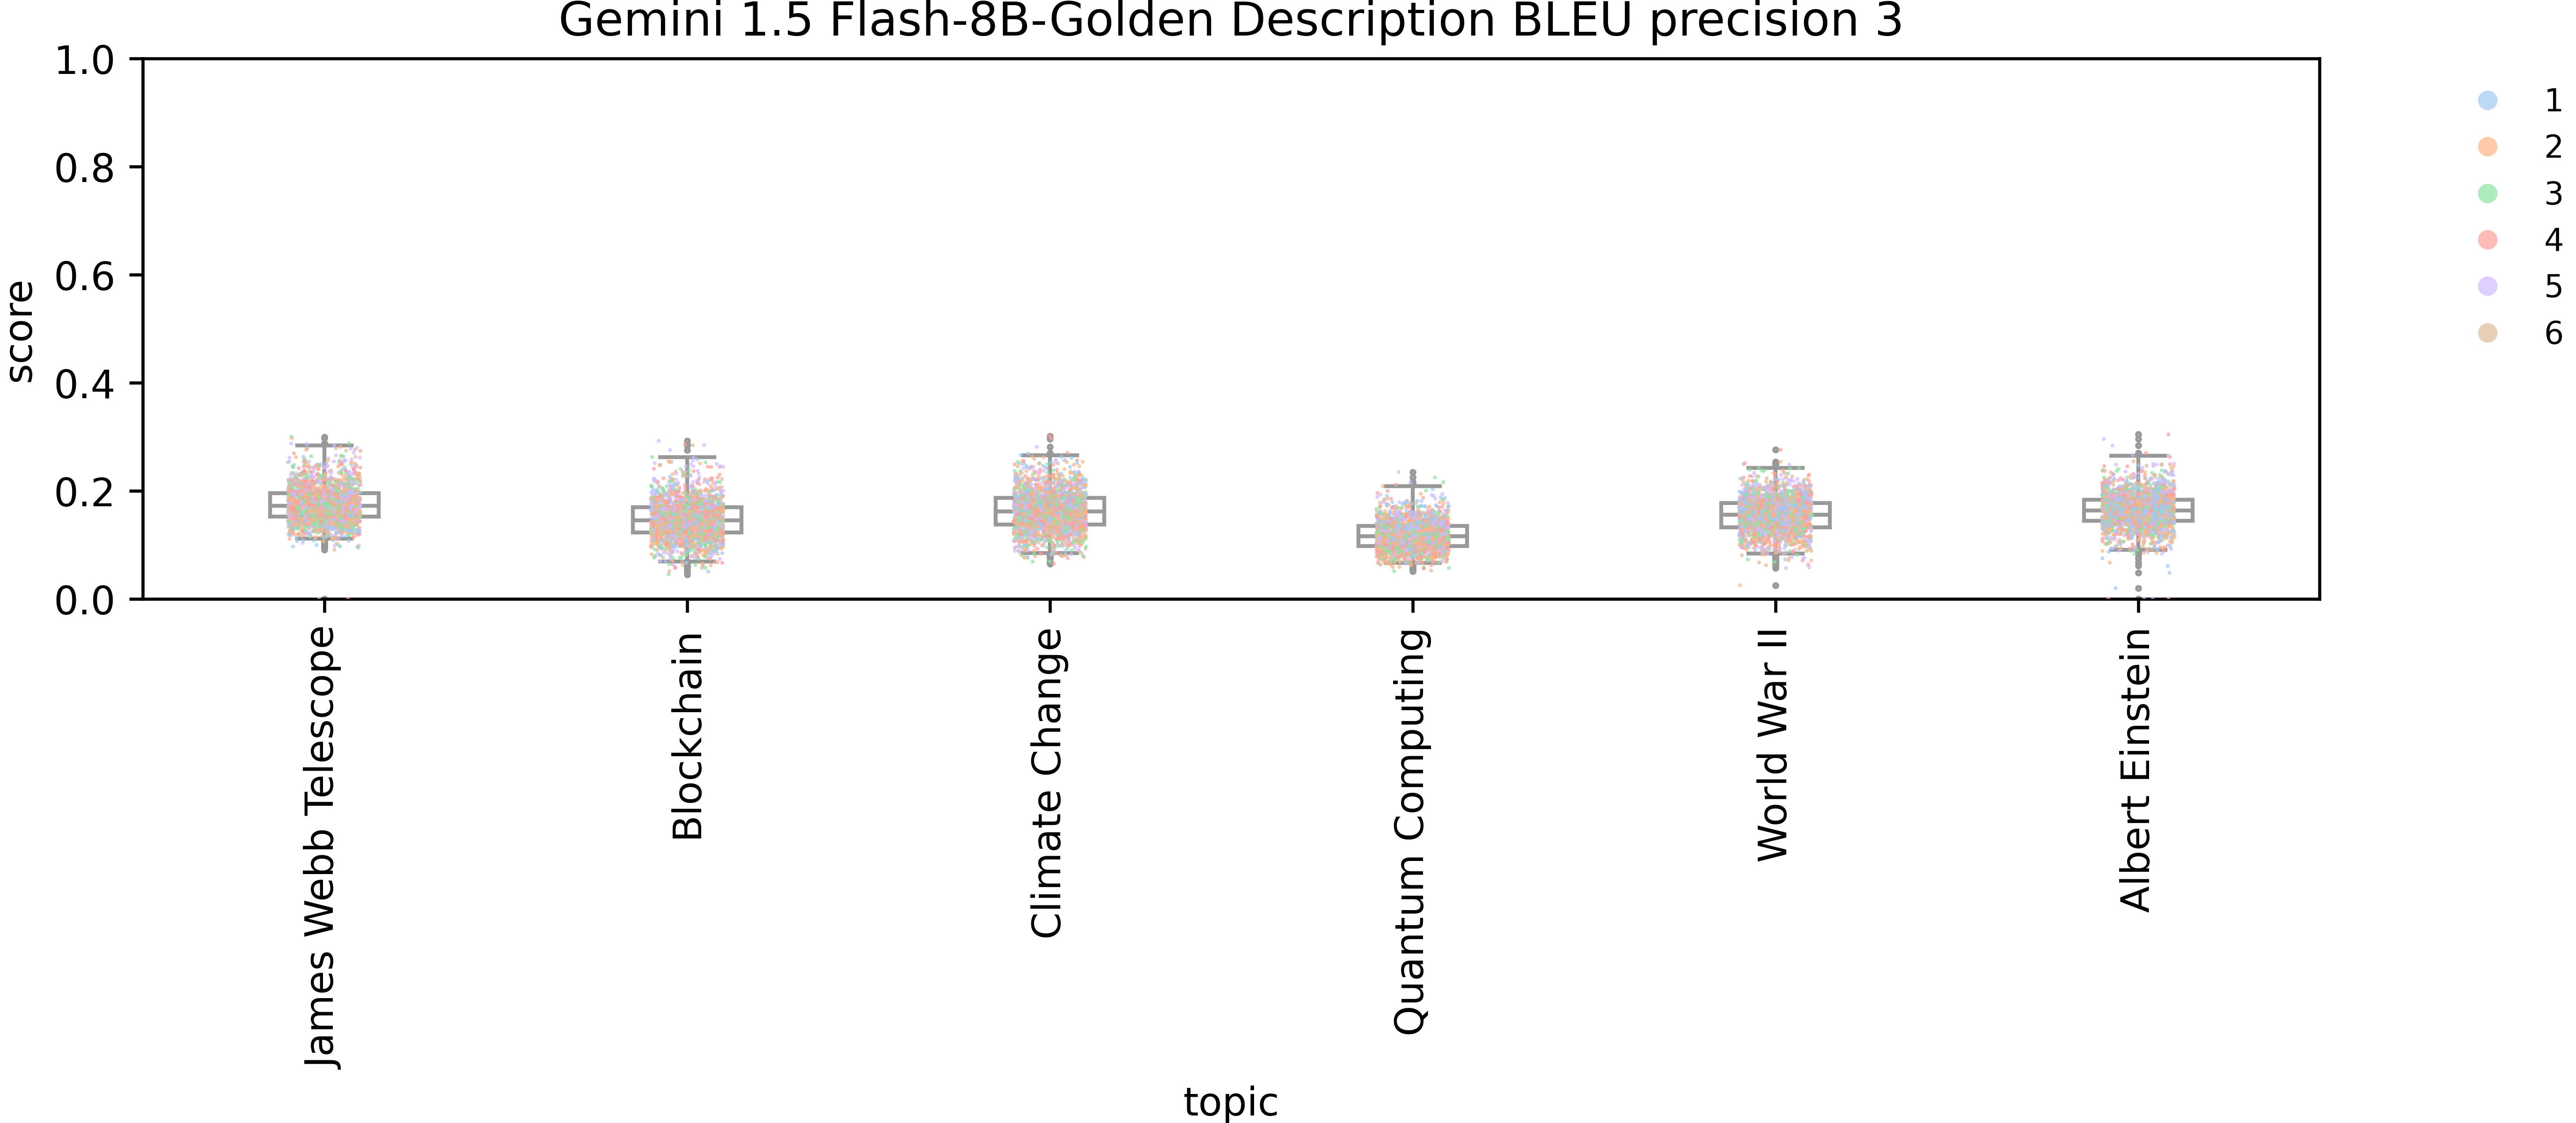 Gemini 1.5 Flash-8B-Golden Description BLEU precision 3
1.0
0.8
0.6
0.4
0.2
0.0
score
James Webb Telescope
Blockchain
Climate Change
Quantum Computing
World War II
Albert Einstein
topic
1
2
3
4
5
6